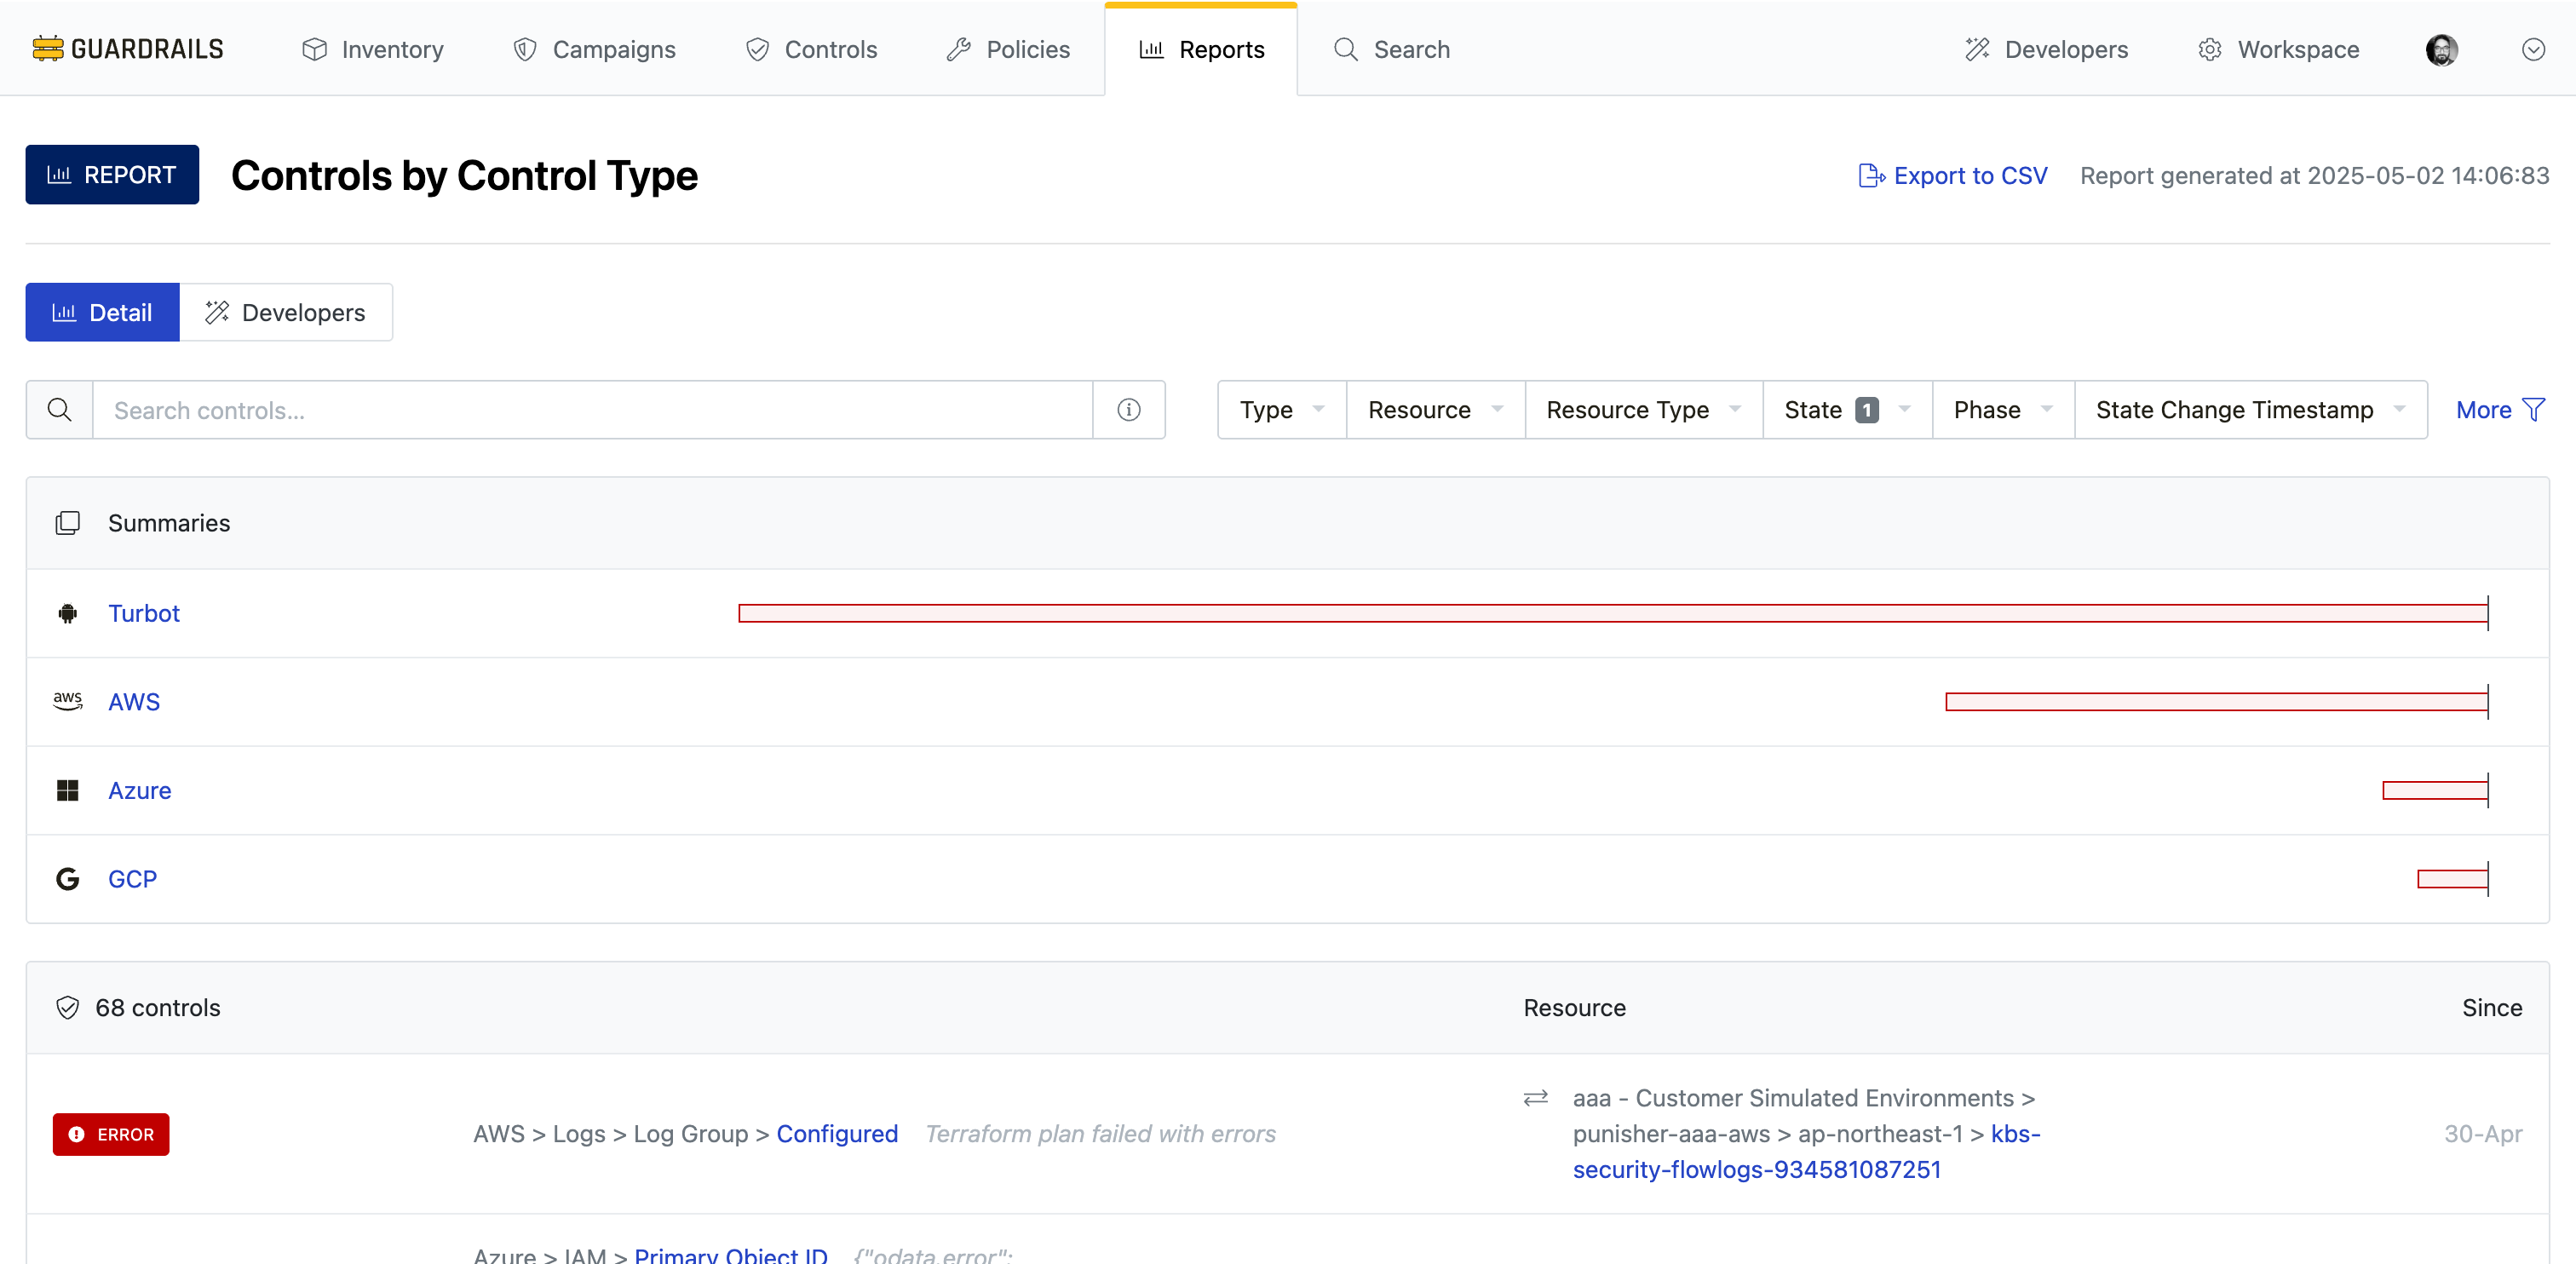 GUARDRAILS Inventory Campaigns Controls Policies Reports Search Developers Workspace
REPORT Controls by Control Type Export to CSV Report generated at 2025-05-02 14:06:83
Detail Developers
Search controls... Type Resource Resource Type State 1 Phase State Change Timestamp More
Summaries
Turbot
aws AWS
Azure
G GCP
68 controls Resource Since
ERROR AWS > Logs > Log Group > Configured Terraform plan failed with errors
aaa - Customer Simulated Environments >
punisher-aaa-aws > ap-northeast-1 > kbs-
security-flowlogs-934581087251
30-Apr
Azure > IAM > Primary Object ID {"odata.error":